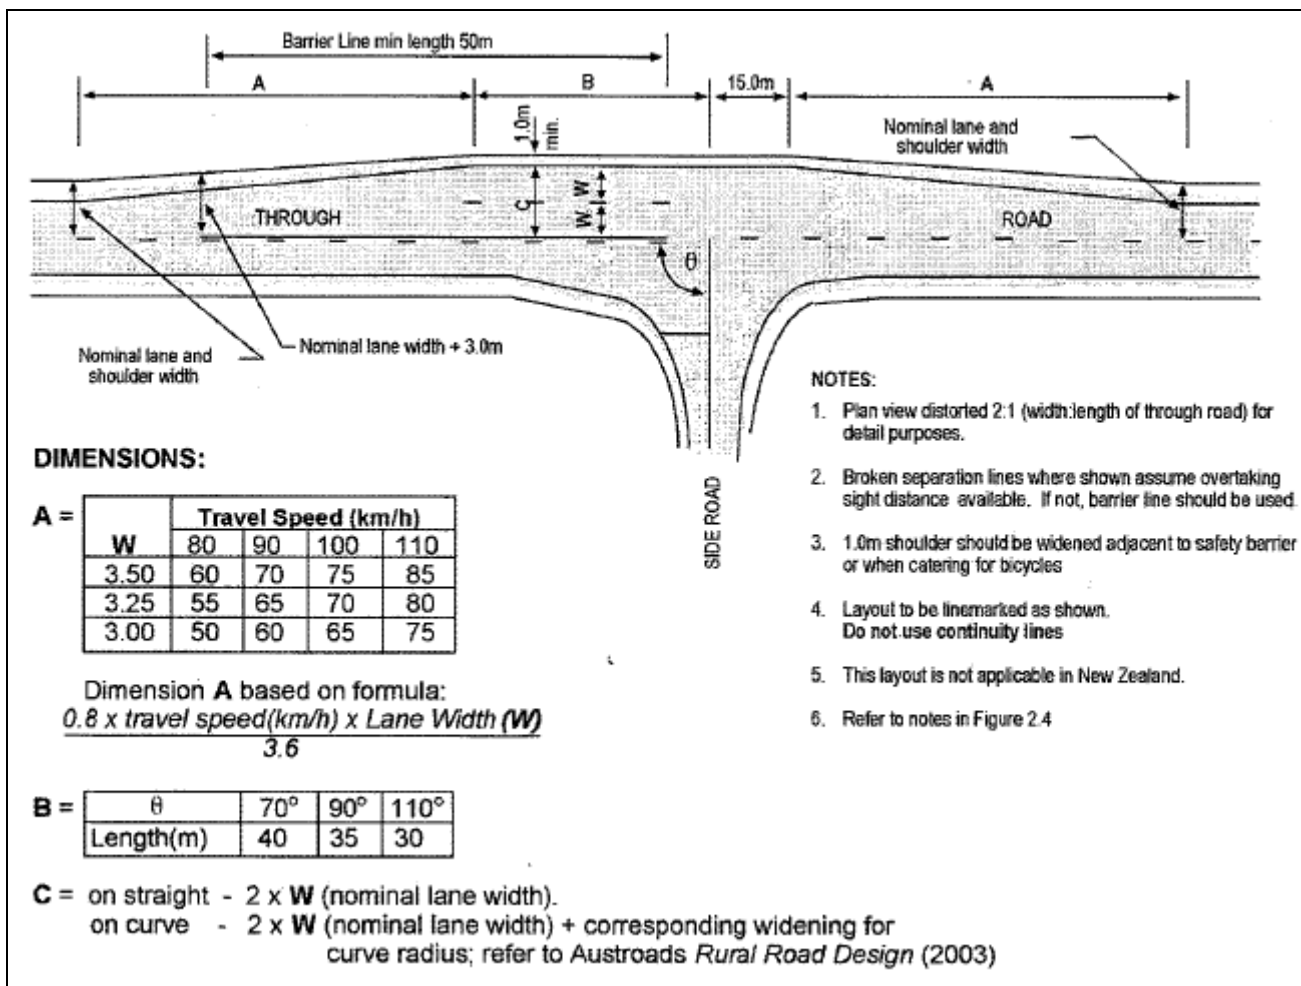 Barrier Line min length 50m
A
B
15.0m
A
1.0m
min.
Nominal lane and
shoulder width
C
W
W
THROUGH
ROAD
θ
Nominal lane width + 3.0m
Nominal lane and
shoulder width
SIDE ROAD
NOTES:
1. Plan view distorted 2:1 (width:length of through road) for
detail purposes.
2. Broken separation lines where shown assume overtaking
sight distance available. If not, barrier line should be used.
3. 1.0m shoulder should be widened adjacent to safety barrier
or when catering for bicycles
4. Layout to be linemarked as shown.
Do not use continuity lines
5. This layout is not applicable in New Zealand.
6. Refer to notes in Figure 2.4
DIMENSIONS:
A =
Travel Speed (km/h)
W 80 90 100 110
3.50 60 70 75 85
3.25 55 65 70 80
3.00 50 60 65 75
Dimension A based on formula:
0.8 x travel speed(km/h) x Lane Width (W)
3.6
B = θ 70° 90° 110°
Length(m) 40 35 30
C = on straight - 2 x W (nominal lane width).
on curve - 2 x W (nominal lane width) + corresponding widening for
curve radius; refer to Austroads Rural Road Design (2003)